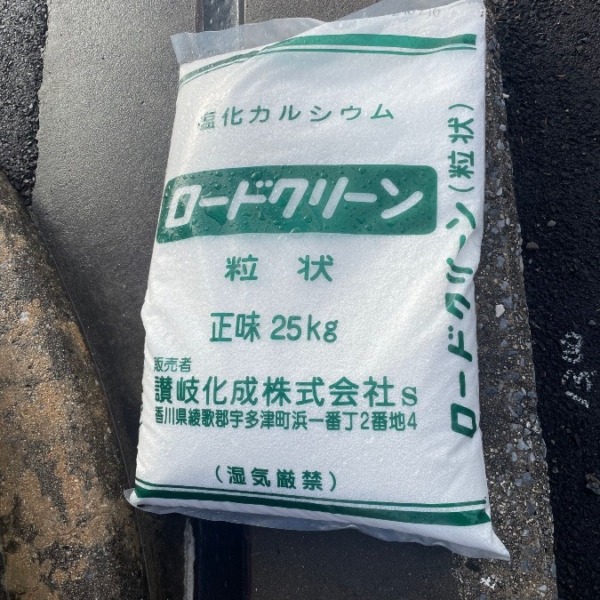 塩化カルシウム
ロードクリーン
粒状
正味 25kg
販売者
讃岐化成株式会社 s
香川県綾歌郡宇多津町浜一番丁2番地4
(湿気厳禁)
ロードクリーン(粒状)